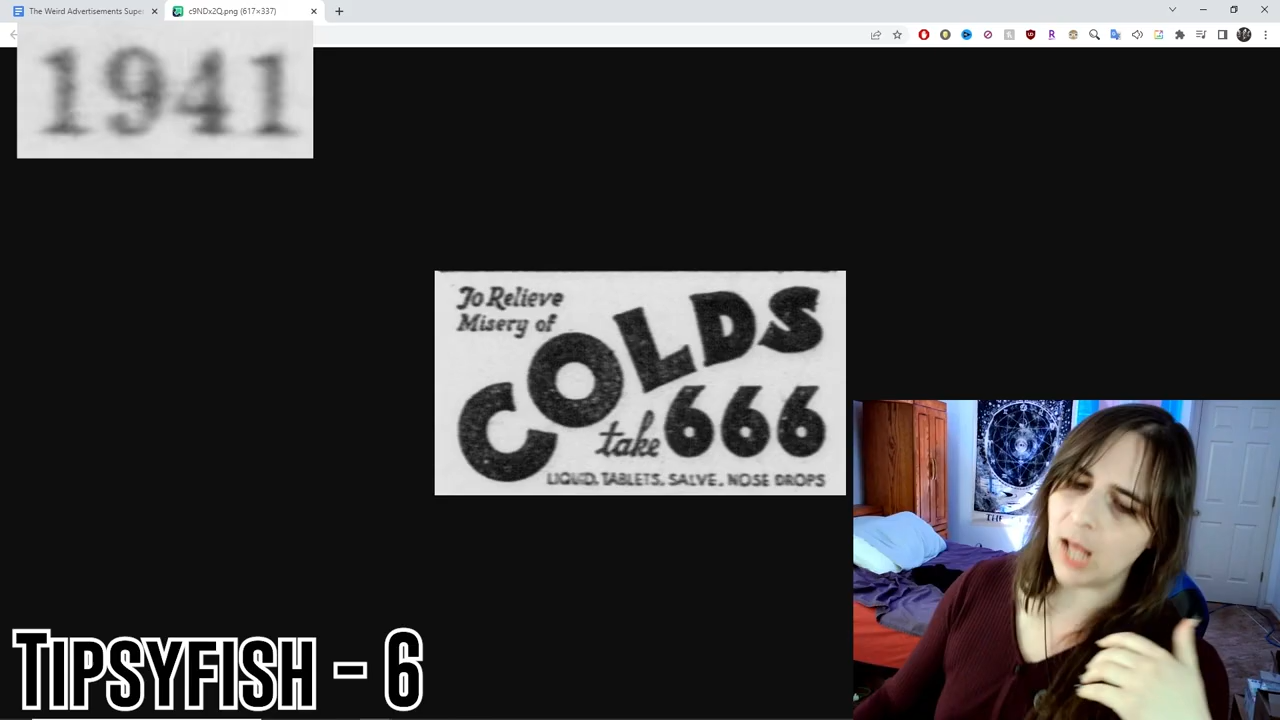 The Weird Advertisements Supe
c9NDx2Q.png (617×337)
1941
To Relieve
Misery of
COLDS
take 666
LIQUID, TABLETS, SALVE, NOSE DROPS
TIPSYFISH - 6